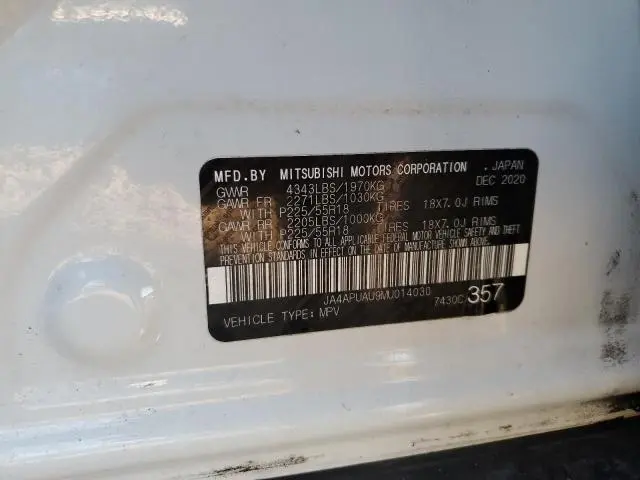 MFD.BY MITSUBISHI MOTORS CORPORATION . JAPAN
GVWR 4343LBS/1970KG DEC 2020
GAWR FR 2271LBS/1030KG
WITH P225/55R18 TIRES 18X7.0J RIMS
GAWR RR 2205LBS/1000KG
WITH P225/55R18 TIRES 18X7.0J RIMS
THIS VEHICLE CONFORMS TO ALL APPLICABLE FEDERAL MOTOR VEHICLE SAFETY AND THEFT
PREVENTION STANDARDS IN EFFECT ON THE DATE OF MANUFACTURE SHOWN ABOVE.
JA4APUAU9MU014030 7430C/357
VEHICLE TYPE: MPV